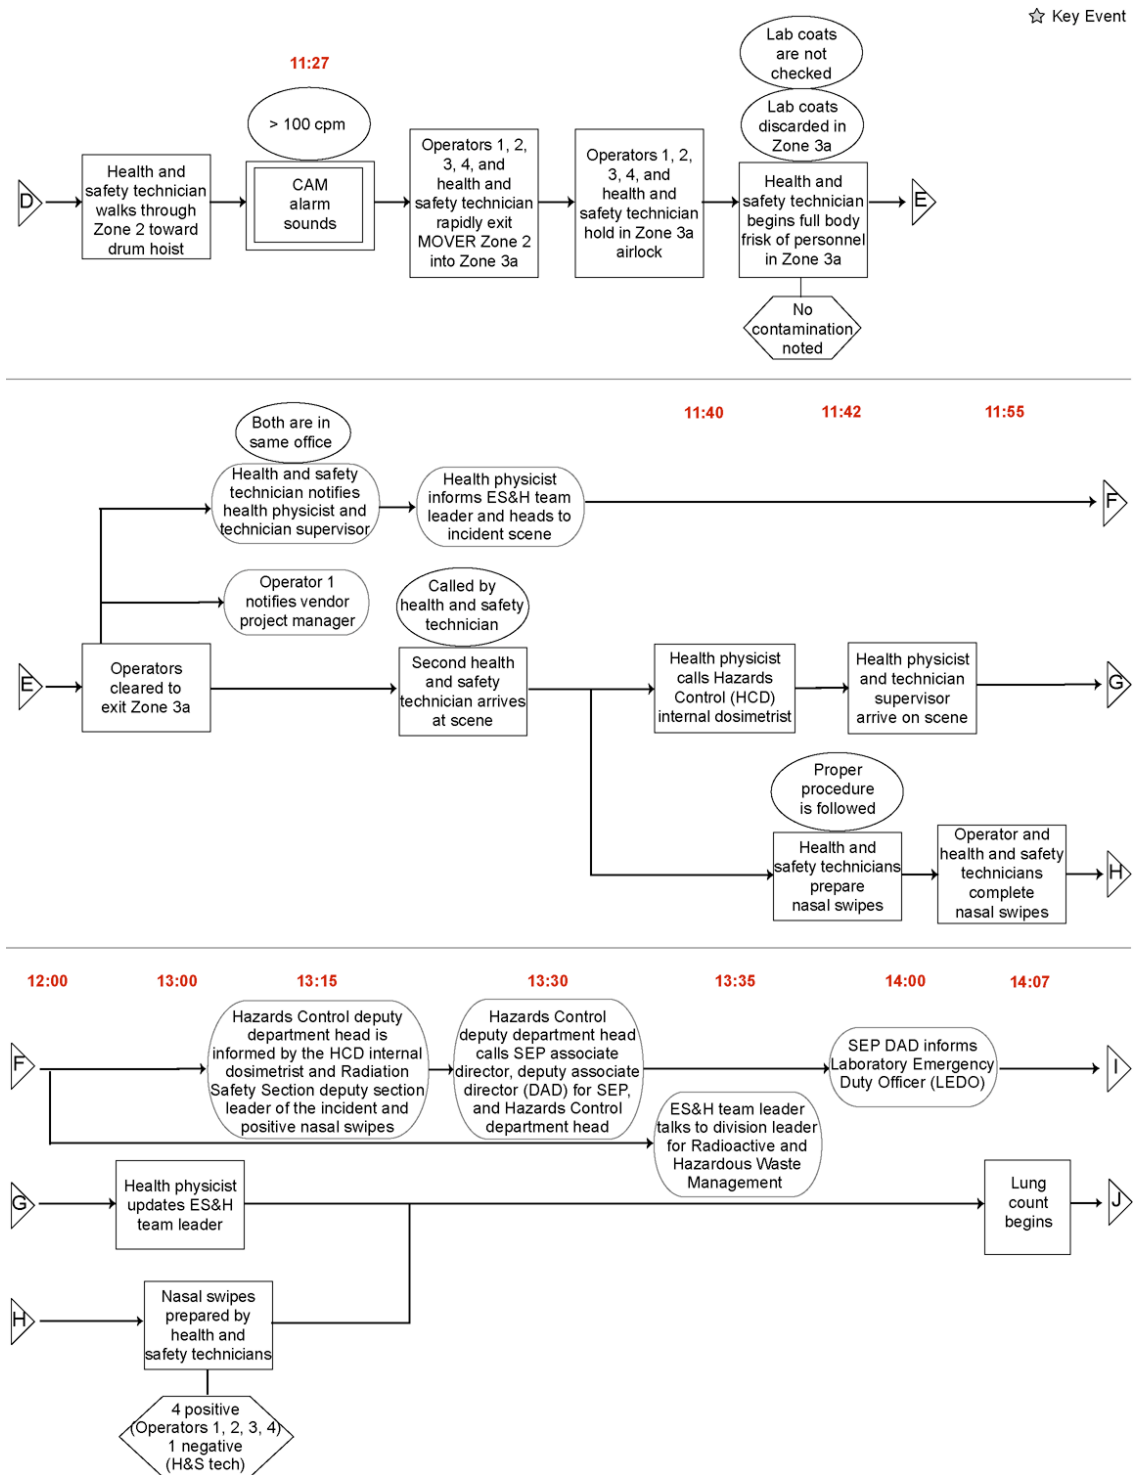 Key Event
11:27
Lab coats
are not
checked
> 100 cpm
Lab coats
discarded in
Zone 3a
D
Health and
safety technician
walks through
Zone 2 toward
drum hoist
CAM
alarm
sounds
Operators 1, 2,
3, 4, and
health and
safety technician
rapidly exit
MOVER Zone 2
into Zone 3a
Operators 1, 2,
3, 4, and
health and
safety technician
hold in Zone 3a
airlock
Health and
safety technician
begins full body
frisk of personnel
in Zone 3a
E
No
contamination
noted
11:40
11:42
11:55
Both are in
same office
Health and safety
technician notifies
health physicist and
technician supervisor
Health physicist
informs ES&H team
leader and heads to
incident scene
F
Operator 1
notifies vendor
project manager
Called by
health and safety
technician
E
Operators
cleared to
exit Zone 3a
Second health
and safety
technician arrives
at scene
Health physicist
calls Hazards
Control (HCD)
internal dosimetrist
Health physicist
and technician
supervisor
arrive on scene
G
Proper
procedure
is followed
Health and
safety technicians
prepare
nasal swipes
Operator and
health and safety
technicians
complete
nasal swipes
H
12:00
13:00
13:15
13:30
13:35
14:00
14:07
F
Hazards Control deputy
department head is
informed by the HCD internal
dosimetrist and Radiation
Safety Section deputy section
leader of the incident and
positive nasal swipes
Hazards Control
deputy department head
calls SEP associate
director, deputy associate
director (DAD) for SEP,
and Hazards Control
department head
ES&H team leader
talks to division leader
for Radioactive and
Hazardous Waste
Management
SEP DAD informs
Laboratory Emergency
Duty Officer (LEDO)
I
G
Health physicist
updates ES&H
team leader
Lung
count
begins
J
H
Nasal swipes
prepared by
health and
safety technicians
4 positive
(Operators 1, 2, 3, 4)
1 negative
(H&S tech)